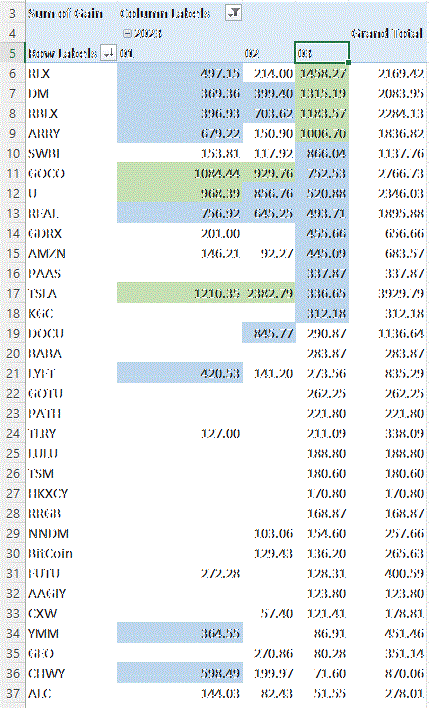 3 Sum of Gain Column Labels
4 2023 Grand Total
5 Row Labels Q1 Q2 Q3
6 RLX 497.15 214.00 1458.27 2169.42
7 DM 369.36 399.40 1315.19 2083.95
8 RBLX 396.93 703.62 1183.57 2284.13
9 ARRY 679.22 150.90 1006.70 1836.82
10 SWBI 153.81 117.92 866.04 1137.76
11 GOCO 1084.44 929.76 752.53 2766.73
12 U 968.39 856.76 520.88 2346.03
13 REAL 756.92 645.25 493.71 1895.88
14 GDRX 201.00 455.66 656.66
15 AMZN 146.21 92.27 445.09 683.57
16 PAAS 337.87 337.87
17 TSLA 1210.35 2382.79 336.65 3929.79
18 KGC 312.18 312.18
19 DOCU 845.77 290.87 1136.64
20 BABA 283.87 283.87
21 LYFT 420.53 141.20 273.56 835.29
22 GOTU 262.25 262.25
23 PATH 221.80 221.80
24 TLRY 127.00 211.09 338.09
25 LULU 188.80 188.80
26 TSM 180.60 180.60
27 HKXCY 170.80 170.80
28 RRGB 168.87 168.87
29 NNDM 103.06 154.60 257.66
30 BitCoin 129.43 136.20 265.63
31 FUTU 272.28 128.31 400.59
32 AAGIY 123.80 123.80
33 CXW 57.40 121.41 178.81
34 YMM 364.55 86.91 451.46
35 GEO 270.86 80.28 351.14
36 CHWY 598.49 199.97 71.60 870.06
37 ALC 144.03 82.43 51.55 278.01